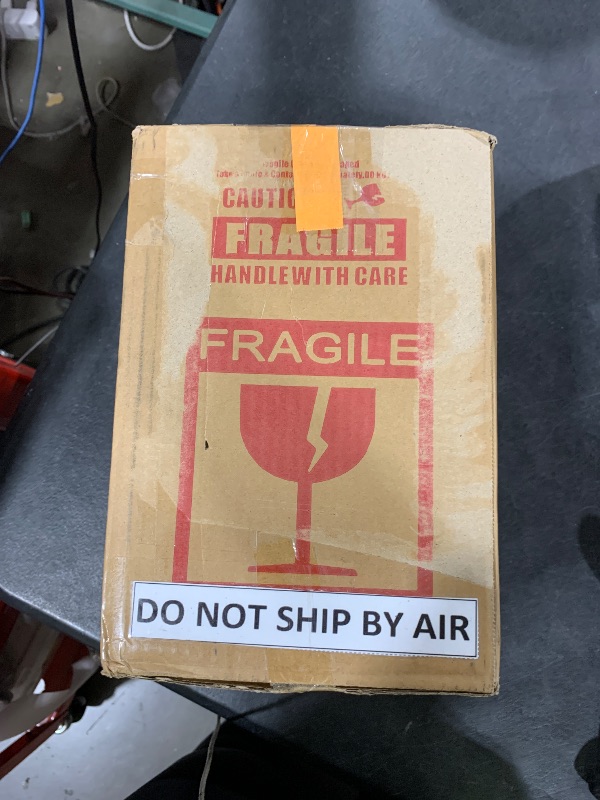 CAUTIO
FRAGILE
HANDLE WITH CARE
FRAGILE
DO NOT SHIP BY AIR